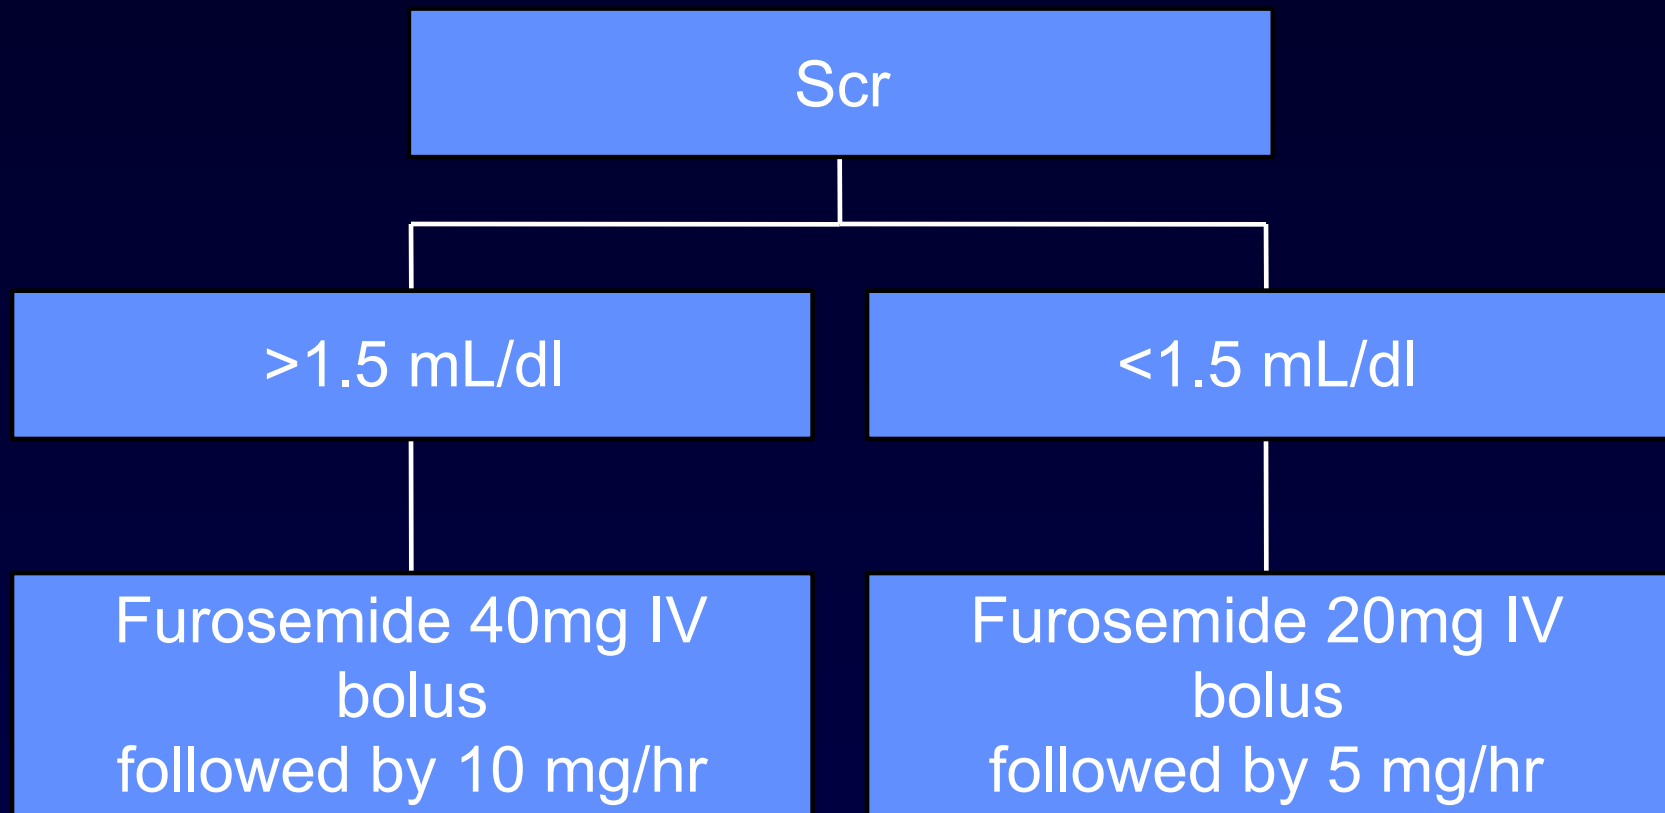 Scr
>1.5 mL/dl
<1.5 mL/dl
Furosemide 40mg IV
bolus
followed by 10 mg/hr
Furosemide 20mg IV
bolus
followed by 5 mg/hr